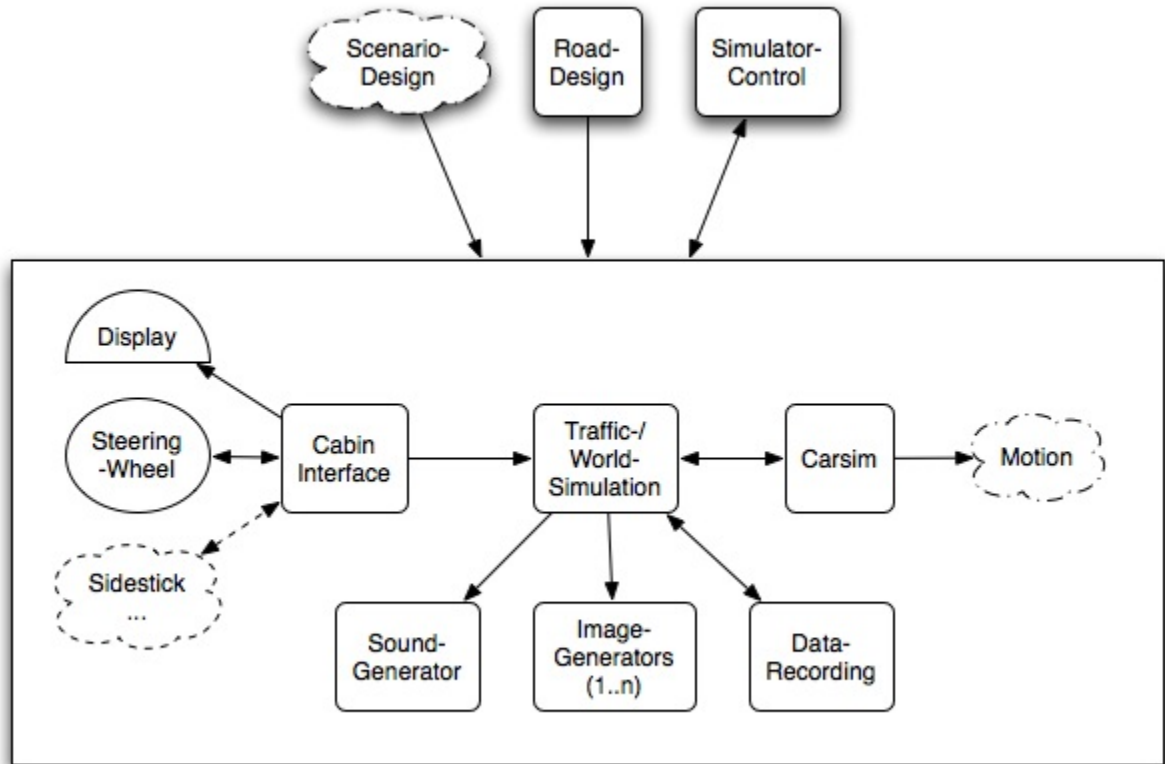 Scenario-
Design
Road-
Design
Simulator-
Control
Display
Steering
-Wheel
Cabin
Interface
Traffic-/
World-
Simulation
Carsim
Motion
Sidestick
...
Sound-
Generator
Image-
Generators
(1..n)
Data-
Recording